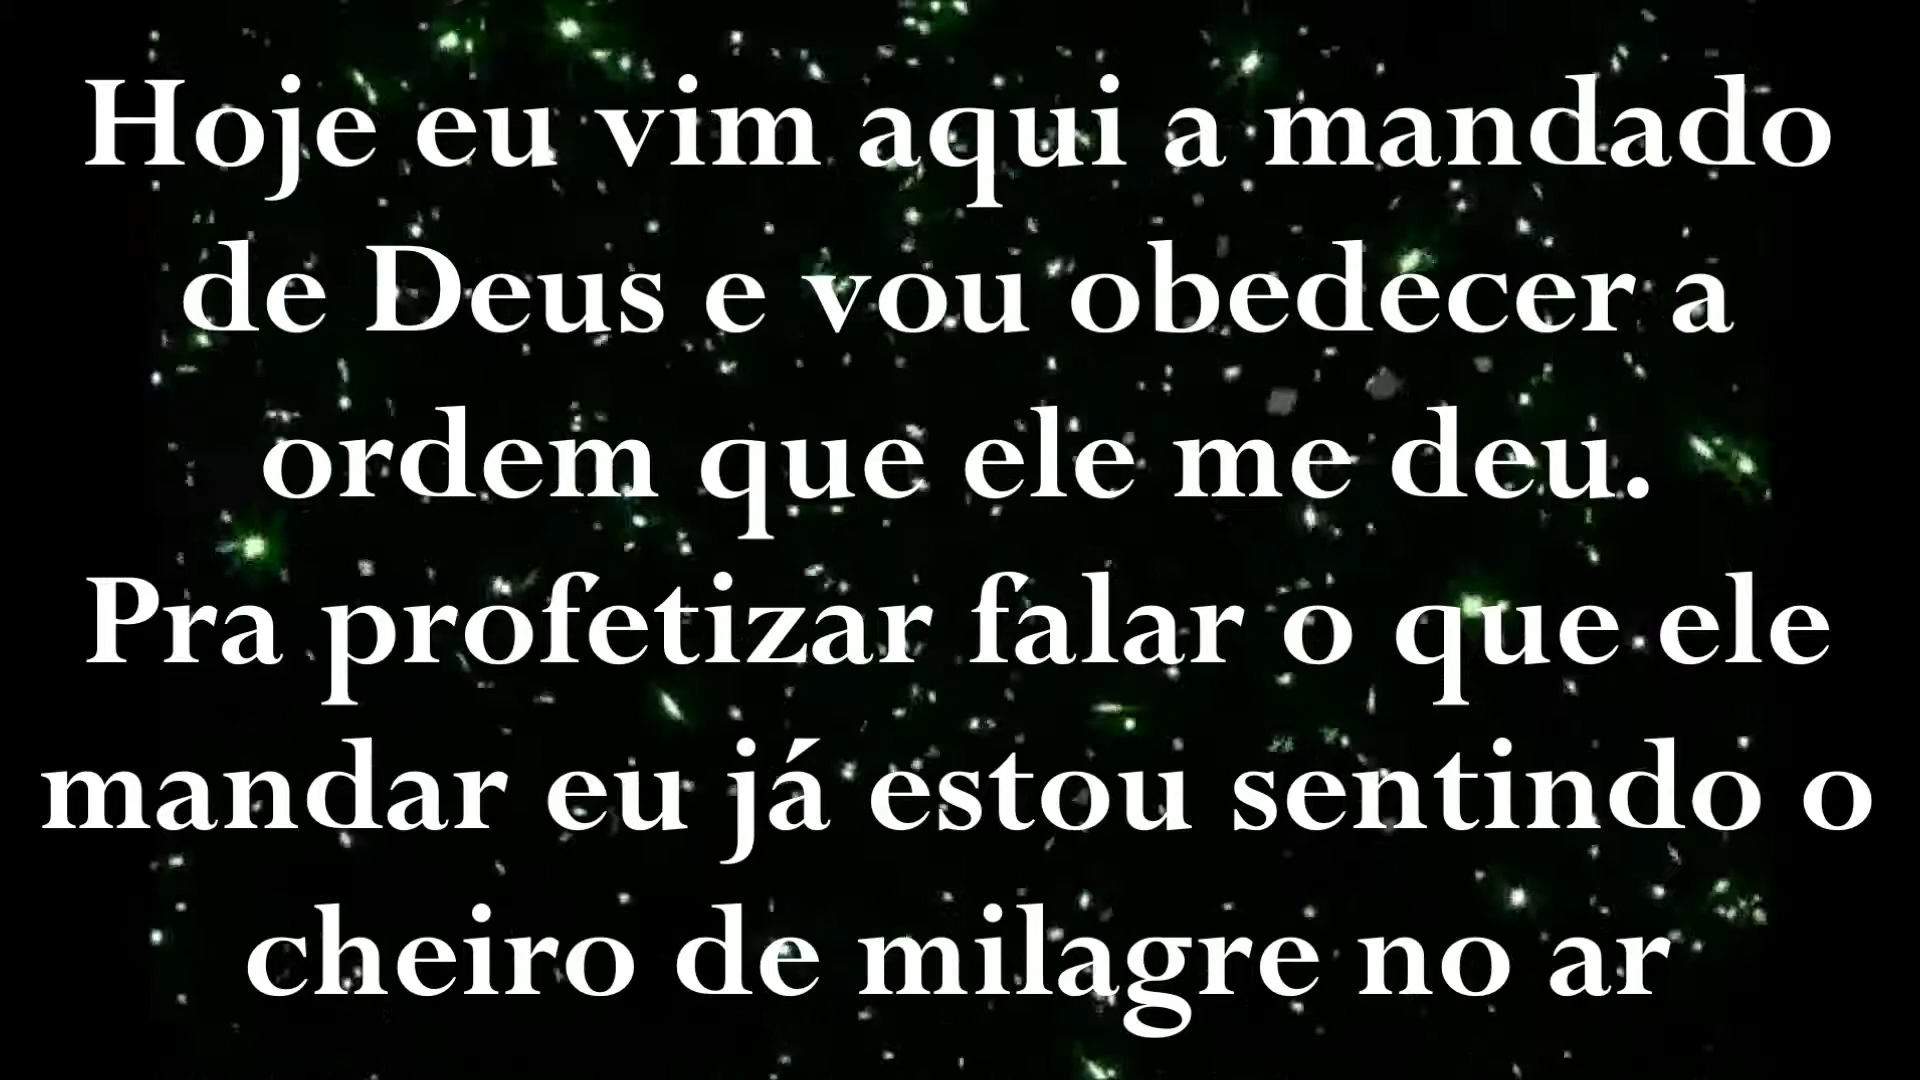 Hoje eu vim aqui a mandado
de Deus e vou obedecer a
ordem que ele me deu.
Pra profetizar falar o que ele
mandar eu já estou sentindo o
cheiro de milagre no ar